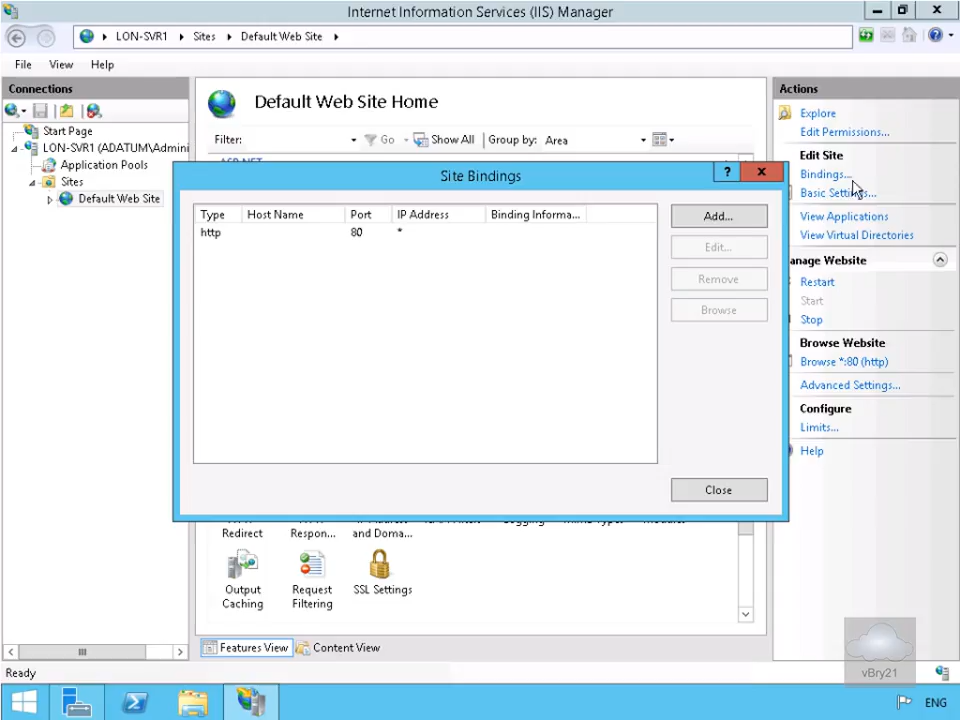 Internet Information Services (IIS) Manager
LON-SVR1 Sites Default Web Site
File View Help
Connections
Start Page
LON-SVR1 (ADATUM\Admini
Application Pools
Sites
Default Web Site
Default Web Site Home
Filter: Go Show All Group by: Area
ASP.NET
Site Bindings
Type Host Name Port IP Address Binding Informa...
http 80 *
Add...
Edit...
Remove
Browse
Close
Redirect Respon... and Doma...
Output Caching
Request Filtering
SSL Settings
Features View Content View
Actions
Explore
Edit Permissions...
Edit Site
Bindings...
Basic Settings...
View Applications
View Virtual Directories
anage Website
Restart
Start
Stop
Browse Website
Browse *:80 (http)
Advanced Settings...
Configure
Limits...
Help
Ready
vBry21
ENG